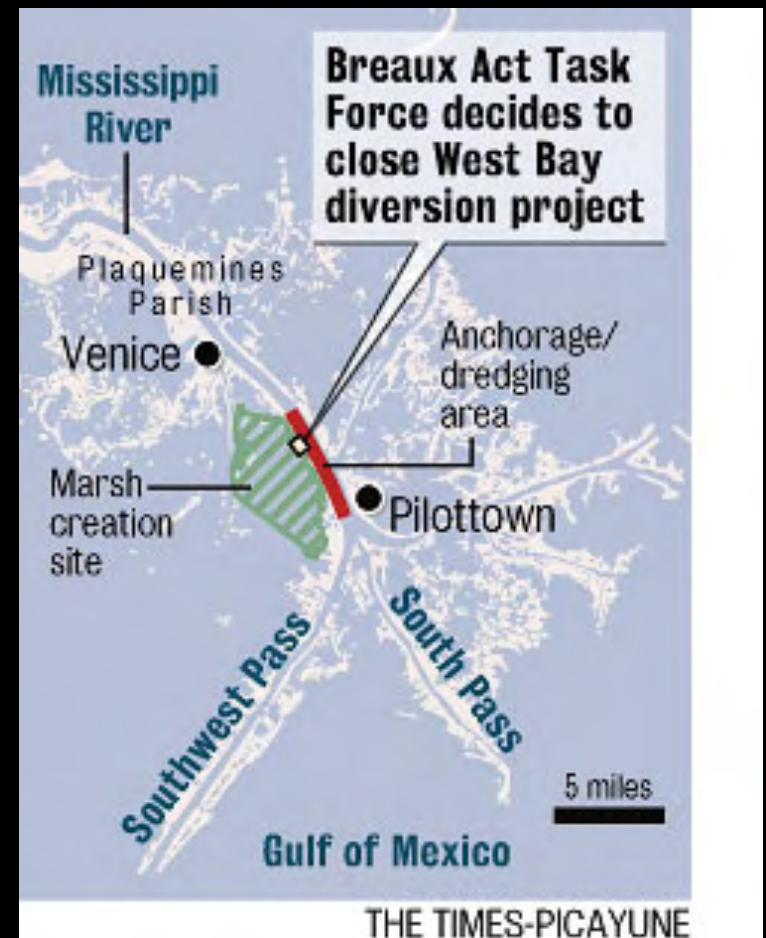 Mississippi
River
Breaux Act Task
Force decides to
close West Bay
diversion project
Plaquemines
Parish
Venice
Anchorage/
dredging
area
Marsh
creation
site
Pilottown
Southwest Pass
South Pass
5 miles
Gulf of Mexico
THE TIMES-PICAYUNE